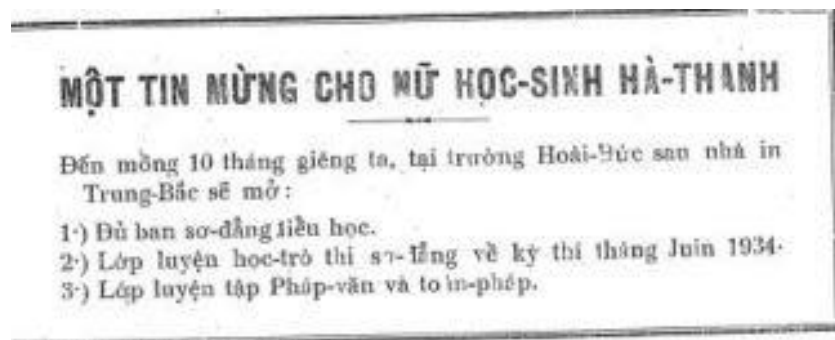 MỘT TIN MỪNG CHO NỮ HỌC-SINH HÀ-THÀNH
Đến mồng 10 tháng giêng ta, tại trường Hoài-Đức sau nhà in
Trung-Bắc sẽ mở :
1·) Đủ ban sơ-đẳng tiểu học.
2·) Lớp luyện học-trò thi sơ-đẳng về kỳ thi tháng Juin 1934·
3·) Lớp luyện tập Pháp-văn và toán-pháp.